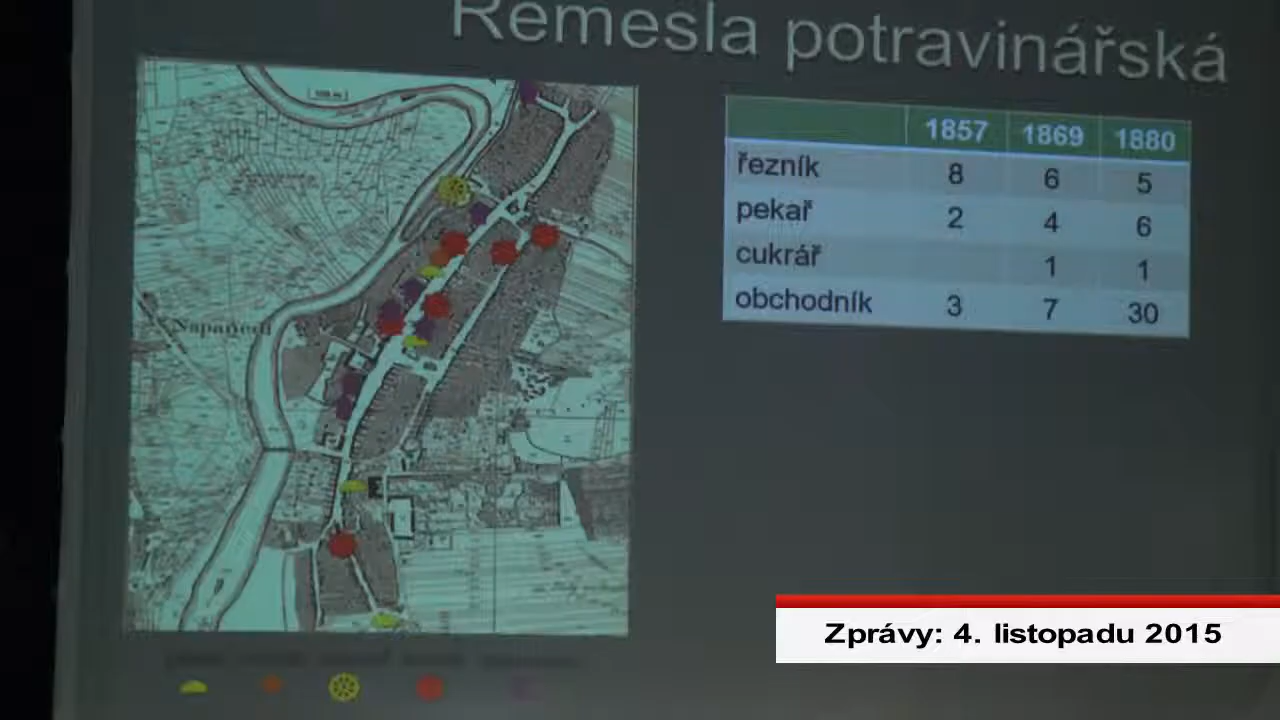 Řemesla potravinářská
1857 1869 1880
řezník 8 6 5
pekař 2 4 6
cukrář 1 1
obchodník 3 7 30
Napagedl
Zprávy: 4. listopadu 2015